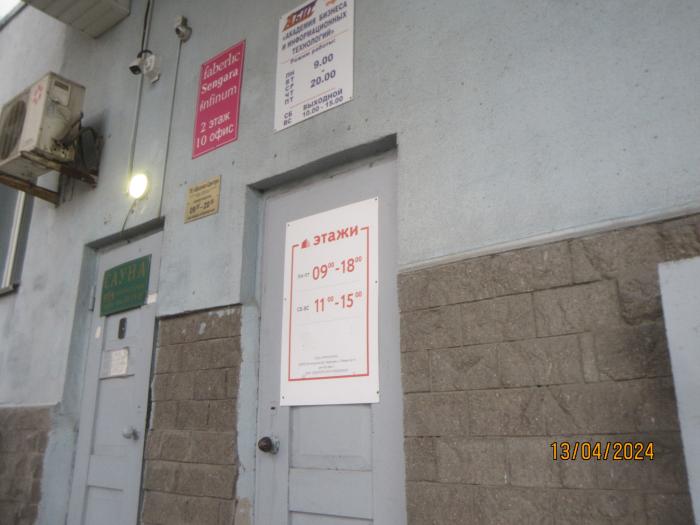 faberlic
Sengara
infinum
2 этаж
10 офис
АБИТ
«АКАДЕМИЯ БИЗНЕСА
И ИНФОРМАЦИОННЫХ
ТЕХНОЛОГИЙ»
Режим работы:
ПН
ВТ
СР
ЧТ
ПТ
9.00
-
20.00
СБ
ВС
ВЫХОДНОЙ
10.00 - 15.00
САУНА
этажи
ПН-ПТ 09⁰⁰-18⁰⁰
СБ-ВС 11⁰⁰-15⁰⁰
13/04/2024